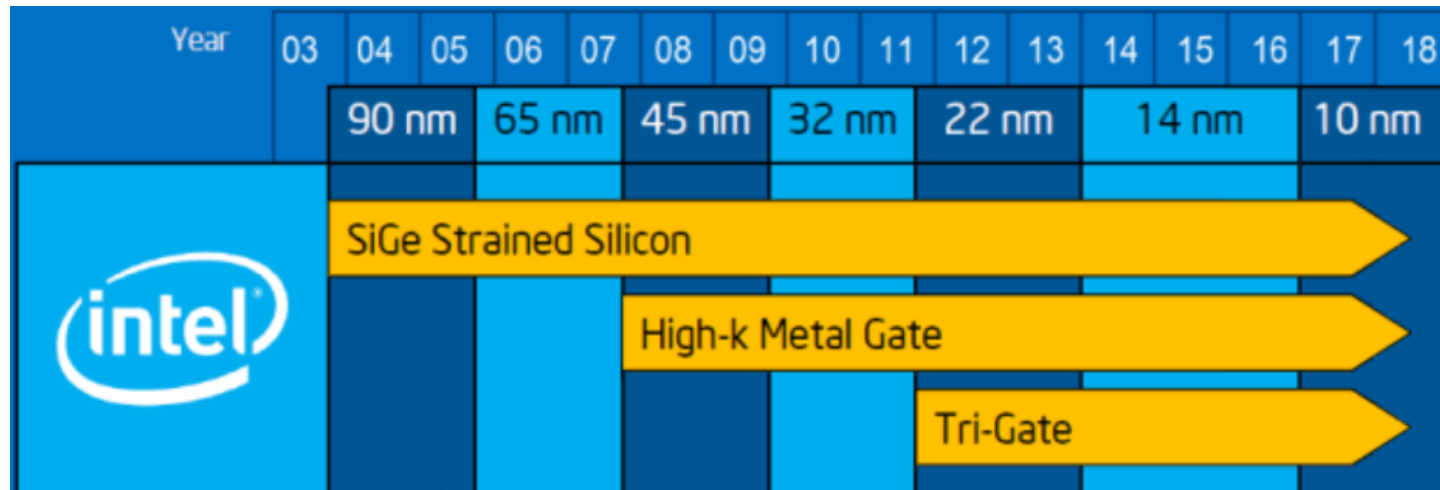 Year 03 04 05 06 07 08 09 10 11 12 13 14 15 16 17 18
90 nm 65 nm 45 nm 32 nm 22 nm 14 nm 10 nm
SiGe Strained Silicon
intel
High-k Metal Gate
Tri-Gate